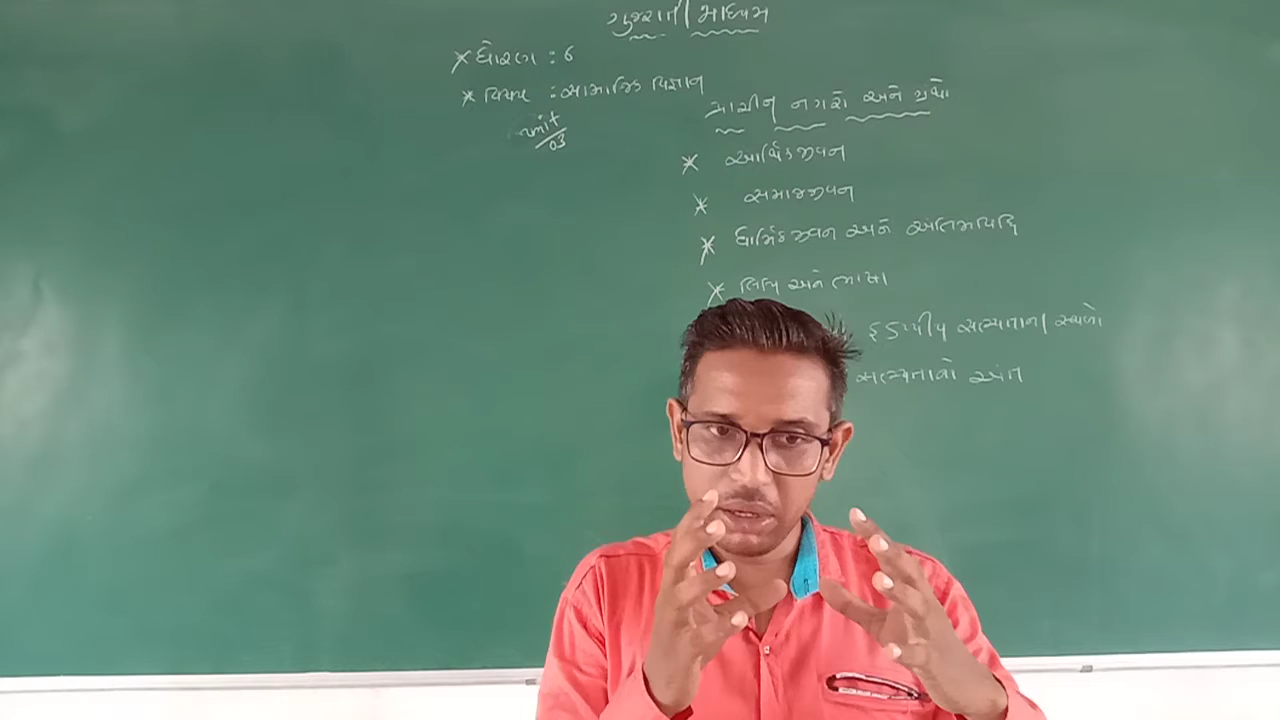 ગુજરાતી માધ્યમ
* ધોરણ : ૬
* વિષય : સામાજિક વિજ્ઞાન
unit
03
પ્રાચીન નગરો અને ગ્રંથો
* આર્થિકજીવન
* સમાજજીવન
* ધાર્મિકજીવન અને અંતિમવિધિ
* લિપિ અને ભાષા
હડપ્પીય સભ્યતાનાં સ્થળો
સભ્યતાનો અંત